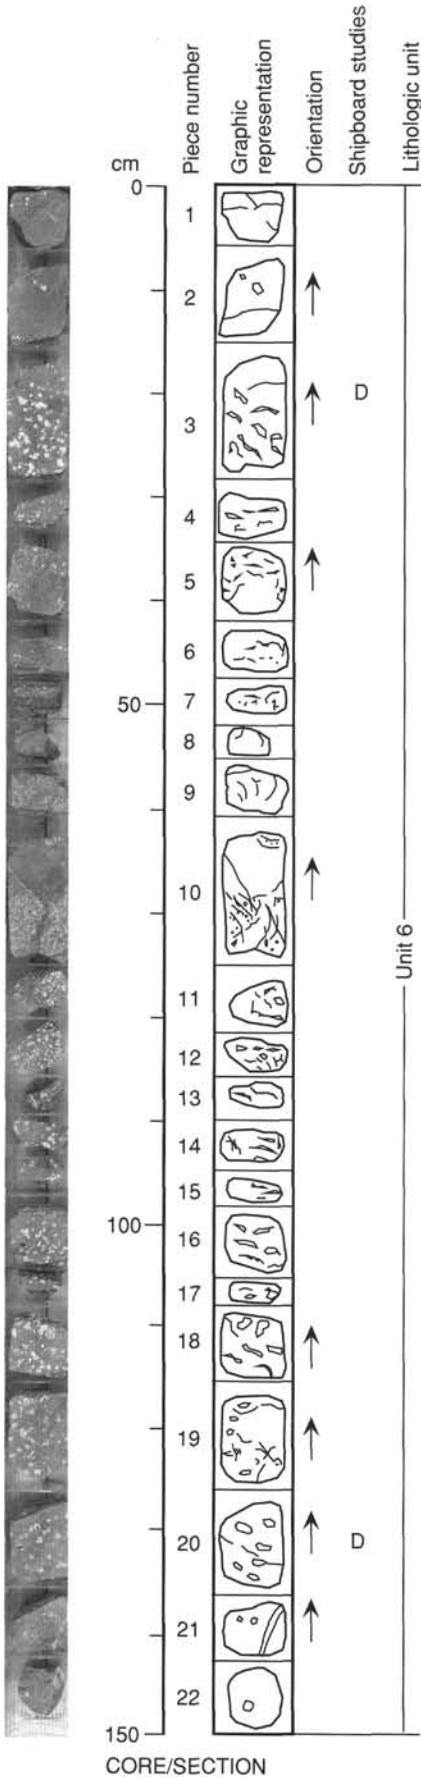 cm
Piece number
Graphic
representation
Orientation
Shipboard studies
Lithologic unit
0
1
2
3
D
4
5
6
50
7
8
9
10
Unit 6
11
12
13
14
15
100
16
17
18
19
20
D
21
22
150
CORE/SECTION